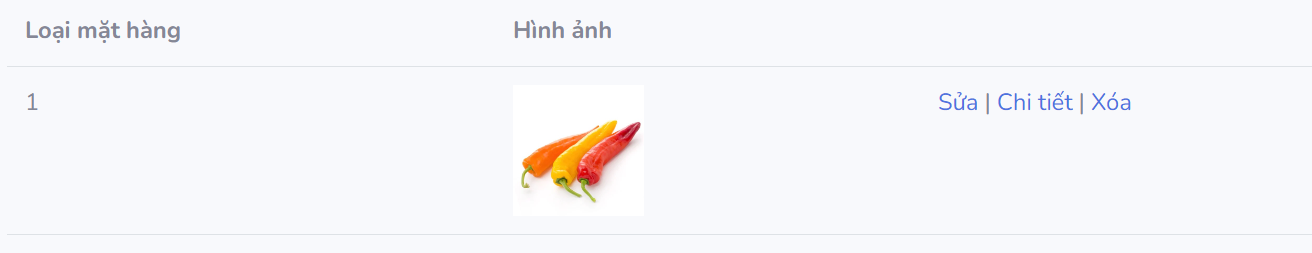 Loại mặt hàng Hình ảnh
1 Sửa | Chi tiết | Xóa